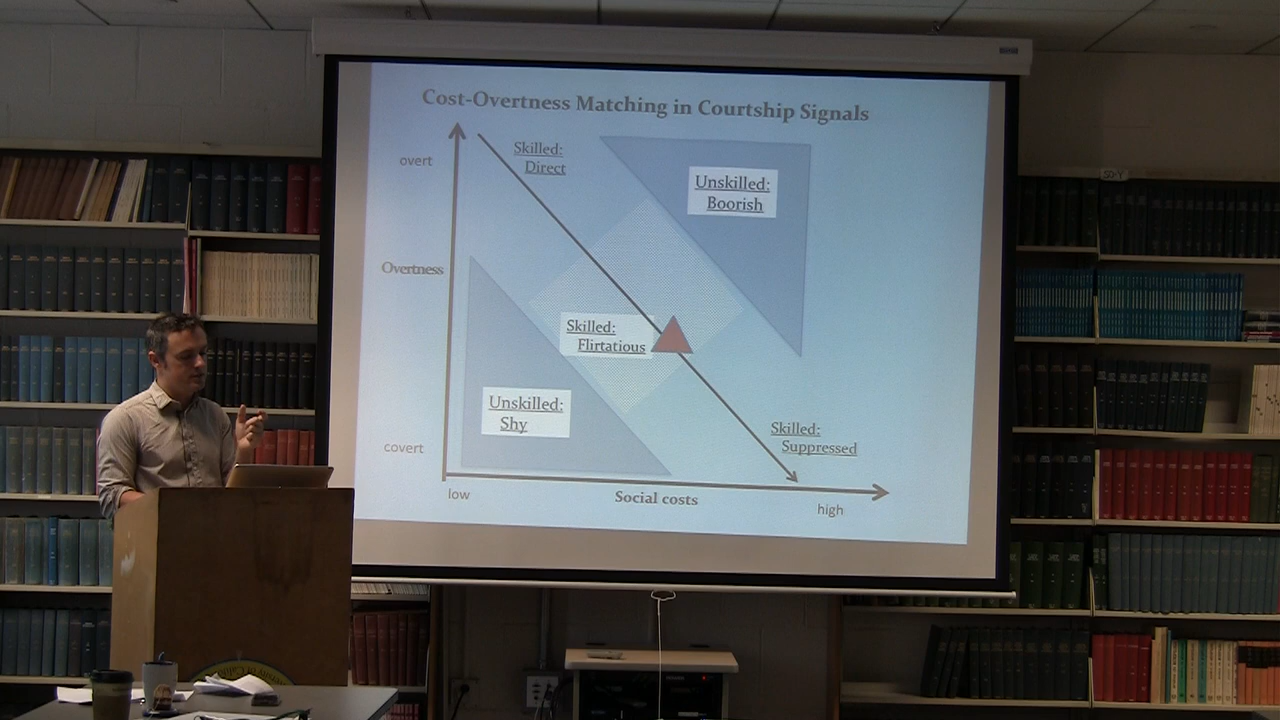 Cost-Overtness Matching in Courtship Signals
overt
Skilled:
Direct
Unskilled:
Boorish
Overtness
Skilled:
Flirtatious
Unskilled:
Shy
Skilled:
Suppressed
covert
low
Social costs
high